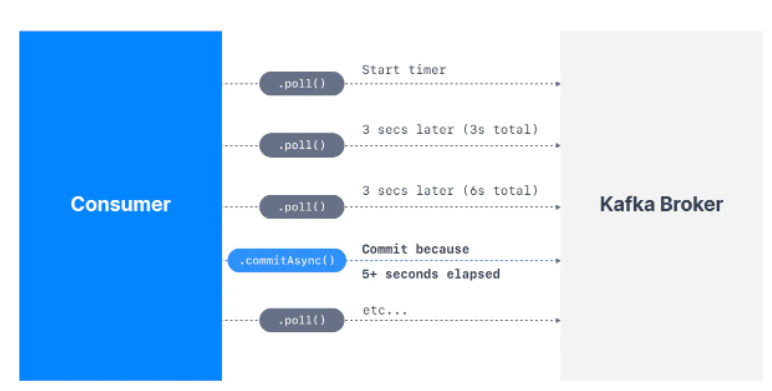 Start timer
.poll()
3 secs later (3s total)
.poll()
3 secs later (6s total)
Consumer
.poll()
Kafka Broker
Commit because
.commitAsync()
5+ seconds elapsed
etc...
.poll()